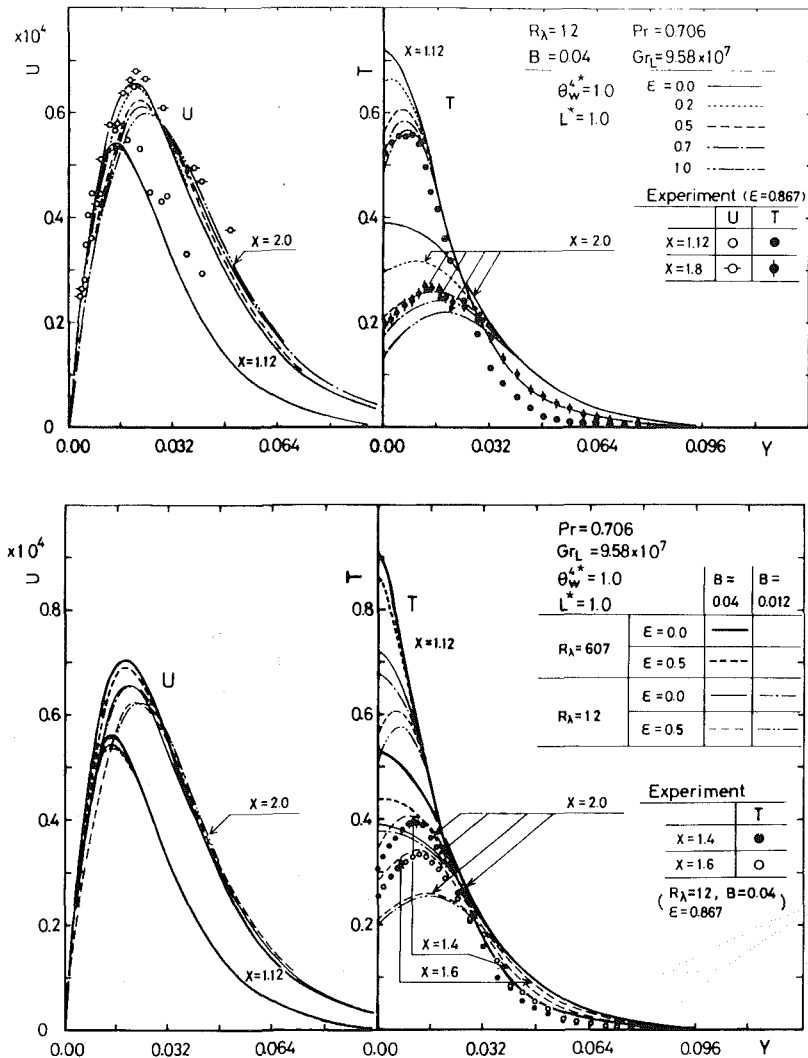 ×10⁴
U
0.6
0.4
0.2
0
0.00
0.032
0.064
U
X=2.0
X=1.12
T
X=1.12
T
X=2.0
0.6
0.4
0.2
0
0.00
0.032
0.064
0.096
Y
Rλ=12 Pr=0.706
B=0.04 GrL=9.58×10⁷
θw⁴*=1.0
L*=1.0
ε=0.0
0.2
0.5
0.7
1.0
Experiment (ε=0.867)
U T
X=1.12
X=1.8
×10⁴
U
0.8
0.6
0.4
0.2
0
0.00
0.032
0.064
U
X=2.0
X=1.12
T
T
X=1.12
X=2.0
X=1.4
X=1.6
0.8
0.6
0.4
0.2
0
0.00
0.032
0.064
0.096
Y
Pr=0.706
GrL=9.58×10⁷
θw⁴*=1.0
L*=1.0
B= B=
0.04 0.012
Rλ=607 ε=0.0
ε=0.5
Rλ=12 ε=0.0
ε=0.5
Experiment
T
X=1.4
X=1.6
(Rλ=12, B=0.04)
ε=0.867